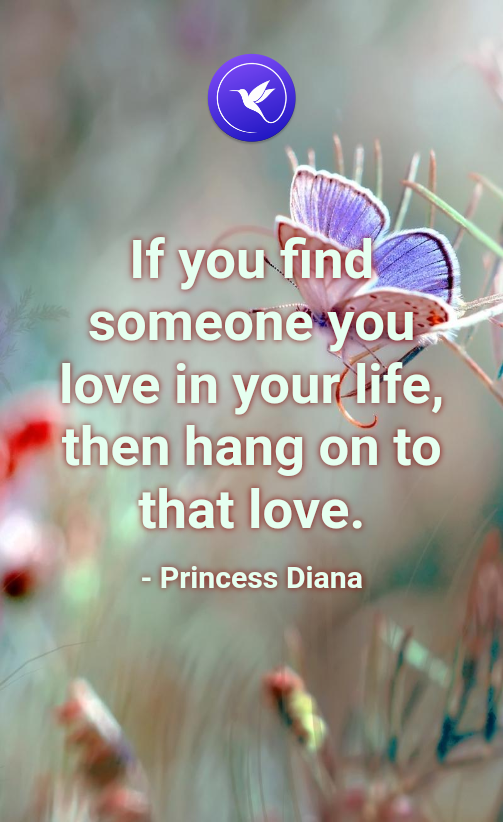 If you find
someone you
love in your life,
then hang on to
that love.
- Princess Diana